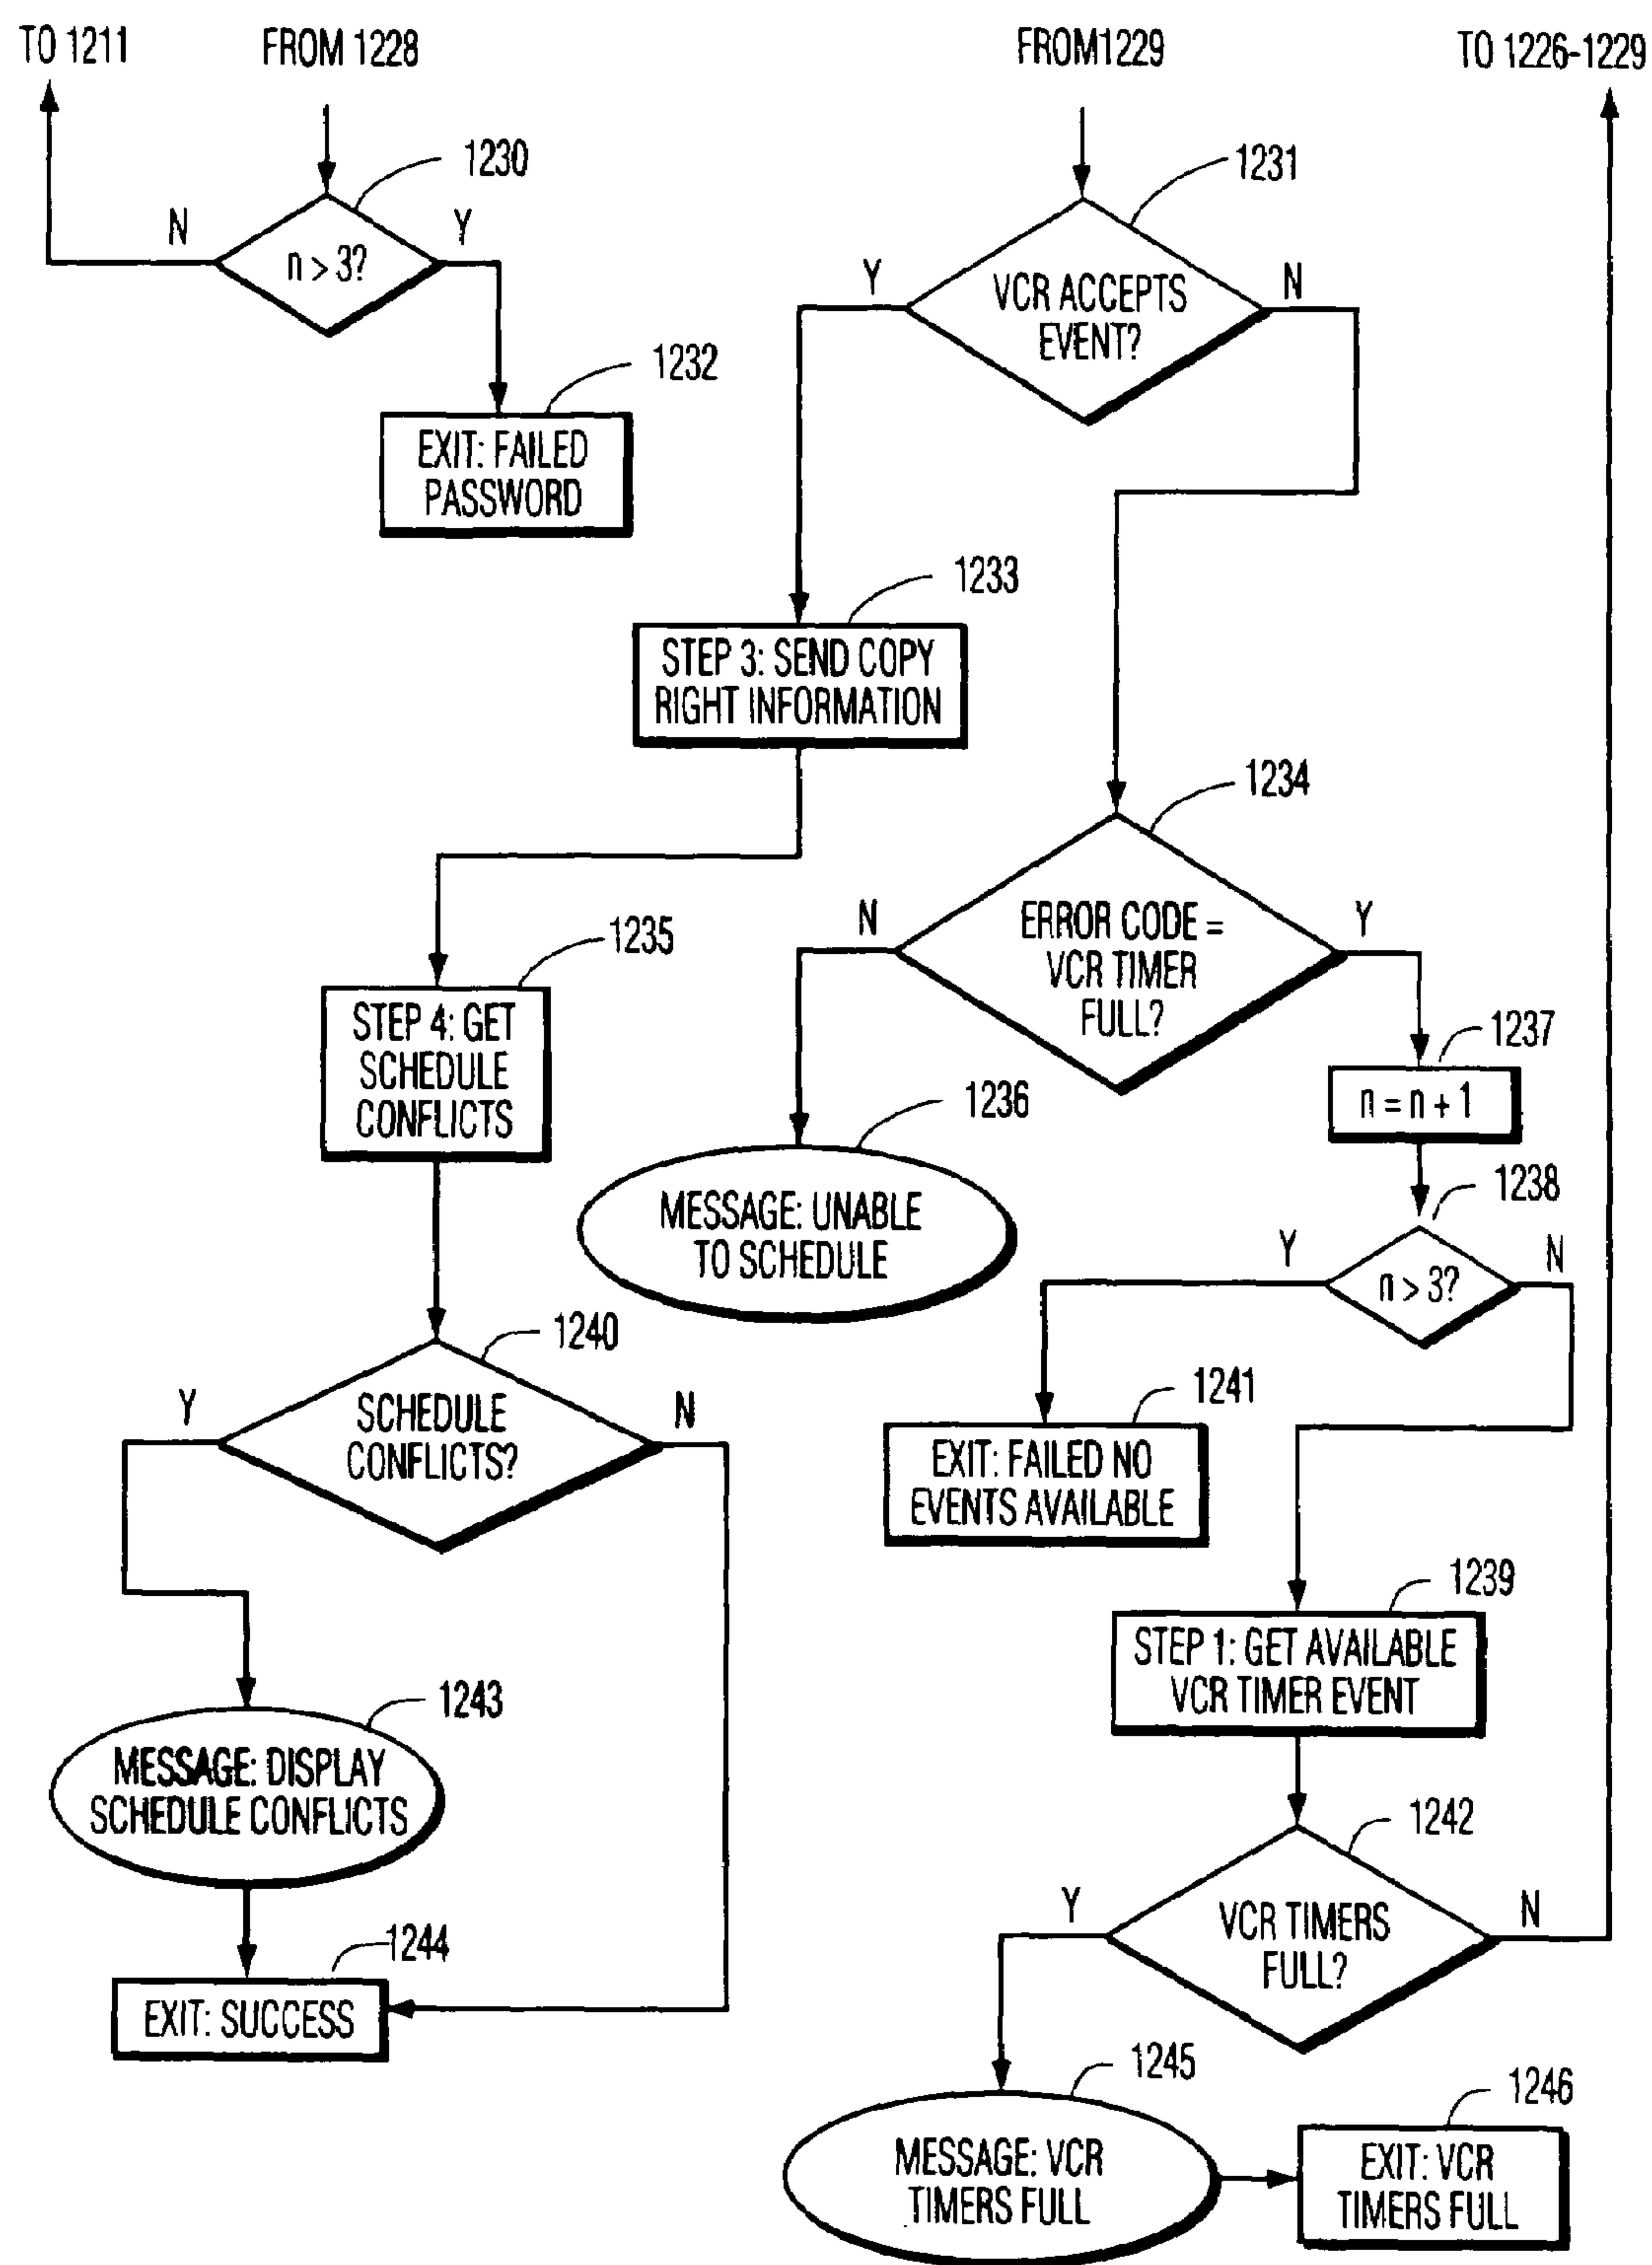 TO 1211
FROM 1228
FROM1229
TO 1226-1229
1230
N
Y
n > 3?
1231
Y
N
VCR ACCEPTS
EVENT?
1232
EXIT: FAILED
PASSWORD
1233
STEP 3: SEND COPY
RIGHT INFORMATION
1234
N
Y
ERROR CODE =
VCR TIMER
FULL?
1235
STEP 4: GET
SCHEDULE
CONFLICTS
1236
MESSAGE: UNABLE
TO SCHEDULE
1237
n = n + 1
1238
Y
N
n > 3?
1240
Y
N
SCHEDULE
CONFLICTS?
1241
EXIT: FAILED NO
EVENTS AVAILABLE
1239
STEP 1: GET AVAILABLE
VCR TIMER EVENT
1243
MESSAGE: DISPLAY
SCHEDULE CONFLICTS
1242
Y
N
VCR TIMERS
FULL?
1244
EXIT: SUCCESS
1245
MESSAGE: VCR
TIMERS FULL
1246
EXIT: VCR
TIMERS FULL